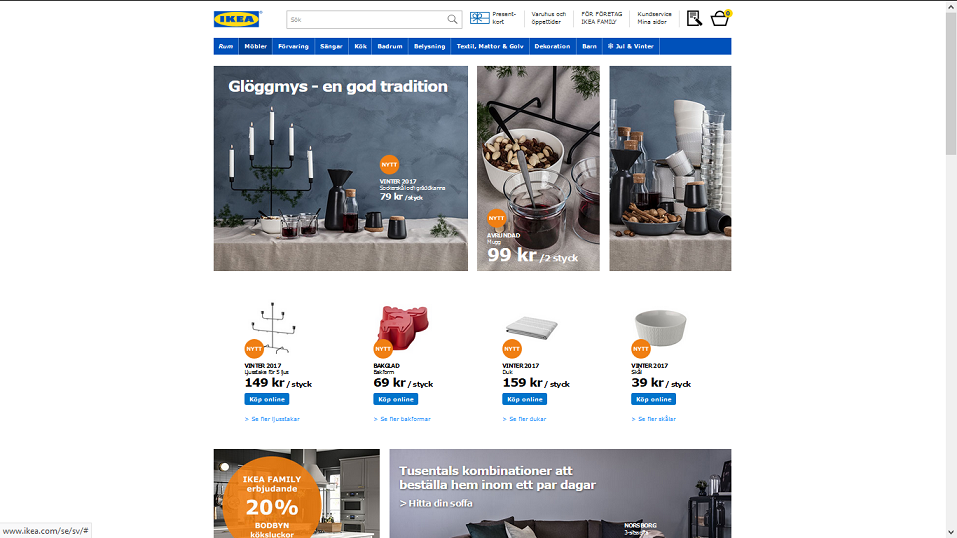 IKEA
Sök
Present-
kort
Varuhus och
öppettider
FÖR FÖRETAG
IKEA FAMILY
Kundservice
Mina sidor
0
Rum
Möbler
Förvaring
Sängar
Kök
Badrum
Belysning
Textil, Mattor & Golv
Dekoration
Barn
Jul & Vinter
Glöggmys - en god tradition
NYTT
VINTER 2017
Sockerskål och gräddkanna
79 kr /styck
NYTT
AVRUNDAD
Mugg
99 kr /2 styck
NYTT
VINTER 2017
Ljusstake för 5 ljus
149 kr / styck
Köp online
> Se fler ljusstakar
NYTT
BAKGLAD
Bakform
69 kr / styck
Köp online
> Se fler bakformar
NYTT
VINTER 2017
Duk
159 kr / styck
Köp online
> Se fler dukar
NYTT
VINTER 2017
Skål
39 kr / styck
Köp online
> Se fler skålar
IKEA FAMILY
erbjudande
20%
BODBYN
köksluckor
Tusentals kombinationer att
beställa hem inom ett par dagar
> Hitta din soffa
NORSBORG
www.ikea.com/se/sv/#